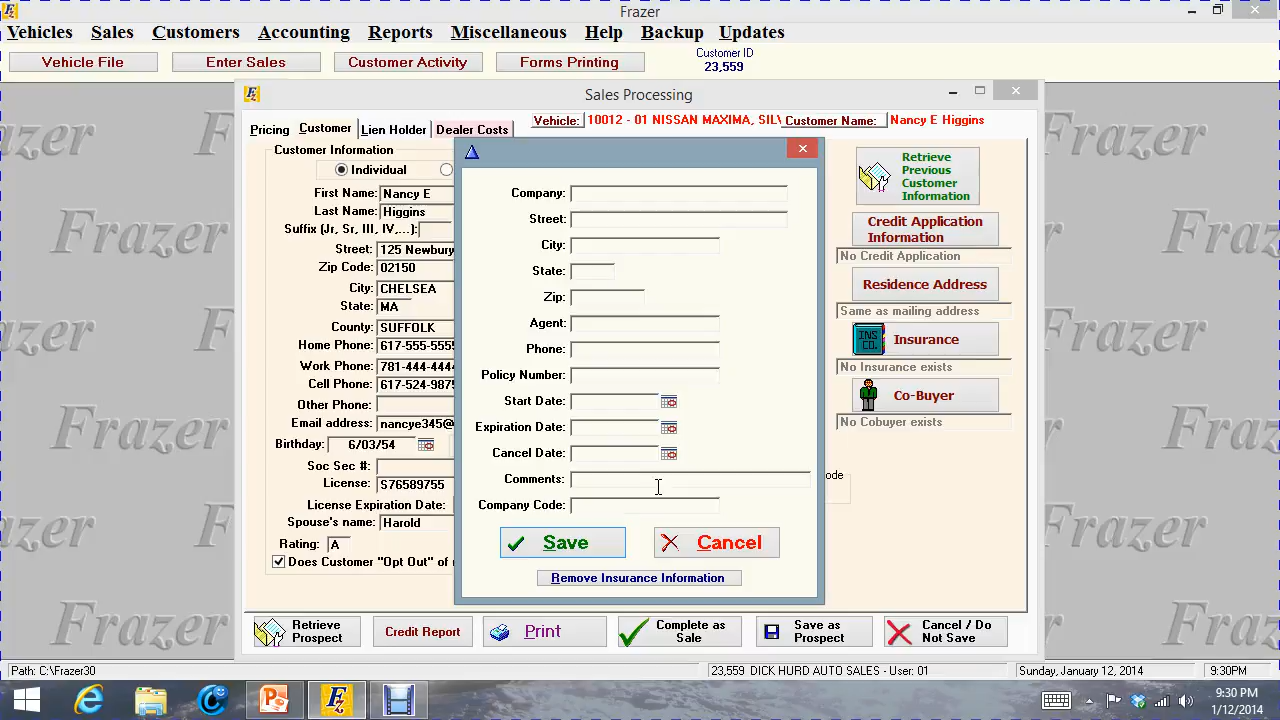 Frazer
Vehicles Sales Customers Accounting Reports Miscellaneous Help Backup Updates
Vehicle File Enter Sales Customer Activity Forms Printing
Customer ID
23,559
Sales Processing
Pricing Customer Lien Holder Dealer Costs
Vehicle: 10012 - 01 NISSAN MAXIMA, SIL
Customer Name: Nancy E Higgins
Customer Information
Individual
First Name: Nancy E
Last Name: Higgins
Suffix (Jr, Sr, III, IV,...):
Street: 125 Newbury
Zip Code: 02150
City: CHELSEA
State: MA
County: SUFFOLK
Home Phone: 617-555-5555
Work Phone: 781-444-4444
Cell Phone: 617-524-9875
Other Phone:
Email address: nancye345@
Birthday: 6/03/54
Soc Sec #:
License: S76589755
License Expiration Date:
Spouse's name: Harold
Rating: A
Does Customer "Opt Out" of
Company:
Street:
City:
State:
Zip:
Agent:
Phone:
Policy Number:
Start Date:
Expiration Date:
Cancel Date:
Comments:
Company Code:
Save
Cancel
Remove Insurance Information
Retrieve
Previous
Customer
Information
Credit Application
Information
No Credit Application
Residence Address
Same as mailing address
INS
CO.
Insurance
No Insurance exists
Co-Buyer
No Cobuyer exists
ode
Retrieve
Prospect
Credit Report
Print
Complete as
Sale
Save as
Prospect
Cancel / Do
Not Save
Path: C:\Frazer30
23,559 DICK HURD AUTO SALES - User: 01
Sunday, January 12, 2014
9:30PM
9:30 PM
1/12/2014